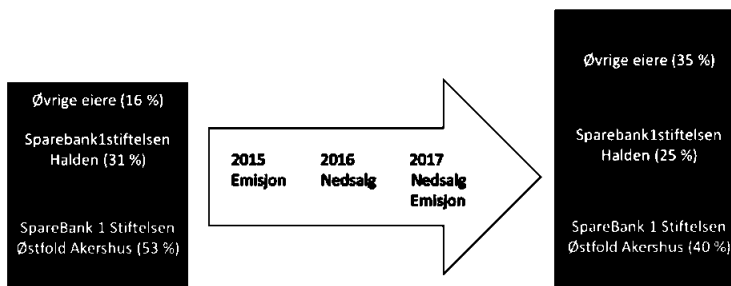 Øvrige eiere (16 %)
Sparebank1stiftelsen
Halden (31 %)
SpareBank 1 Stiftelsen
Østfold Akershus (53 %)
2015
Emisjon
2016
Nedsalg
2017
Nedsalg
Emisjon
Øvrige eiere (35 %)
Sparebank1stiftelsen
Halden (25 %)
SpareBank 1 Stiftelsen
Østfold Akershus (40 %)